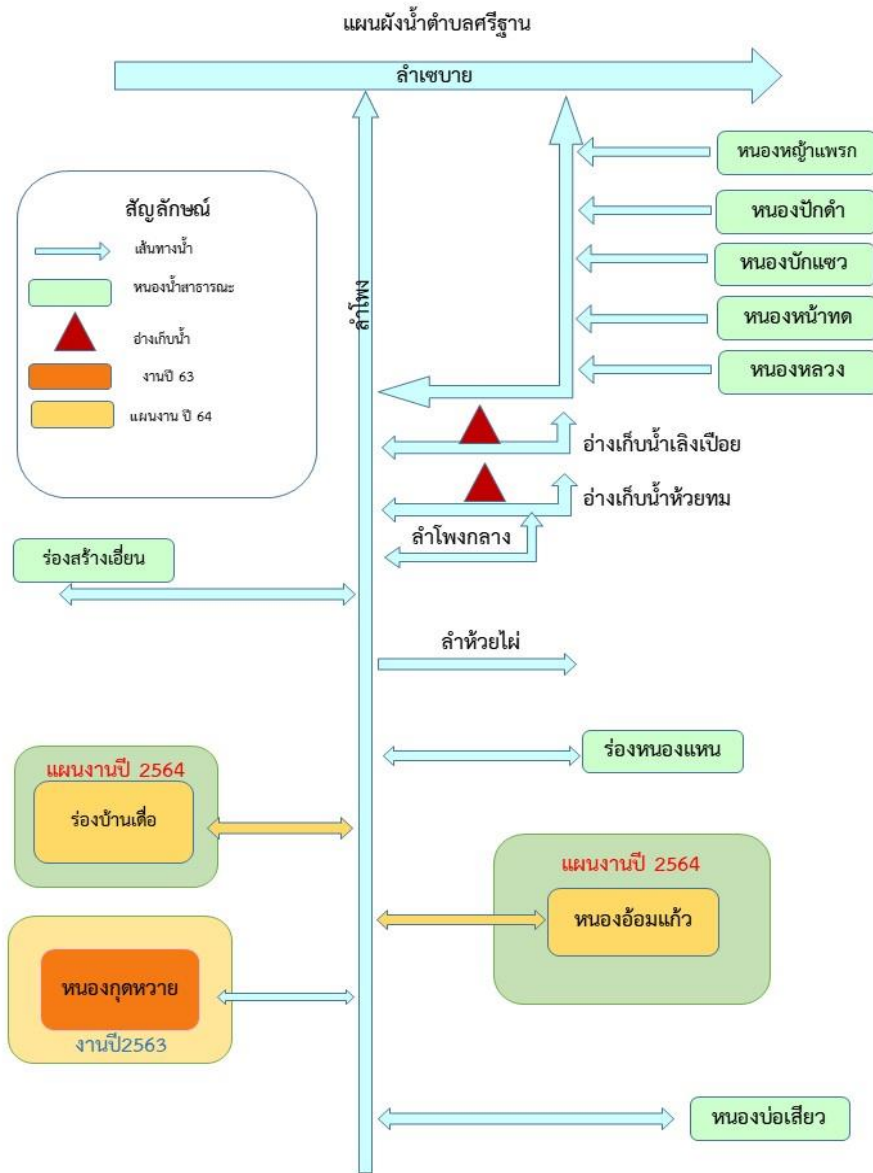 แผนผังน้ำตำบลศรีฐาน
ลำเซบาย
หนองหญ้าแพรก
หนองปักดำ
หนองบักแซว
หนองหน้าทด
หนองหลวง
สัญลักษณ์
เส้นทางน้ำ
หนองน้ำสาธารณะ
อ่างเก็บน้ำ
งานปี 63
แผนงาน ปี 64
ลำโพง
อ่างเก็บน้ำเลิงเปือย
อ่างเก็บน้ำห้วยทม
ลำโพงกลาง
ร่องสร้างเอี่ยน
ลำห้วยไผ่
ร่องหนองแหน
แผนงานปี 2564
ร่องบ้านเดื่อ
แผนงานปี 2564
หนองอ้อมแก้ว
หนองกุดหวาย
งานปี2563
หนองบ่อเสียว